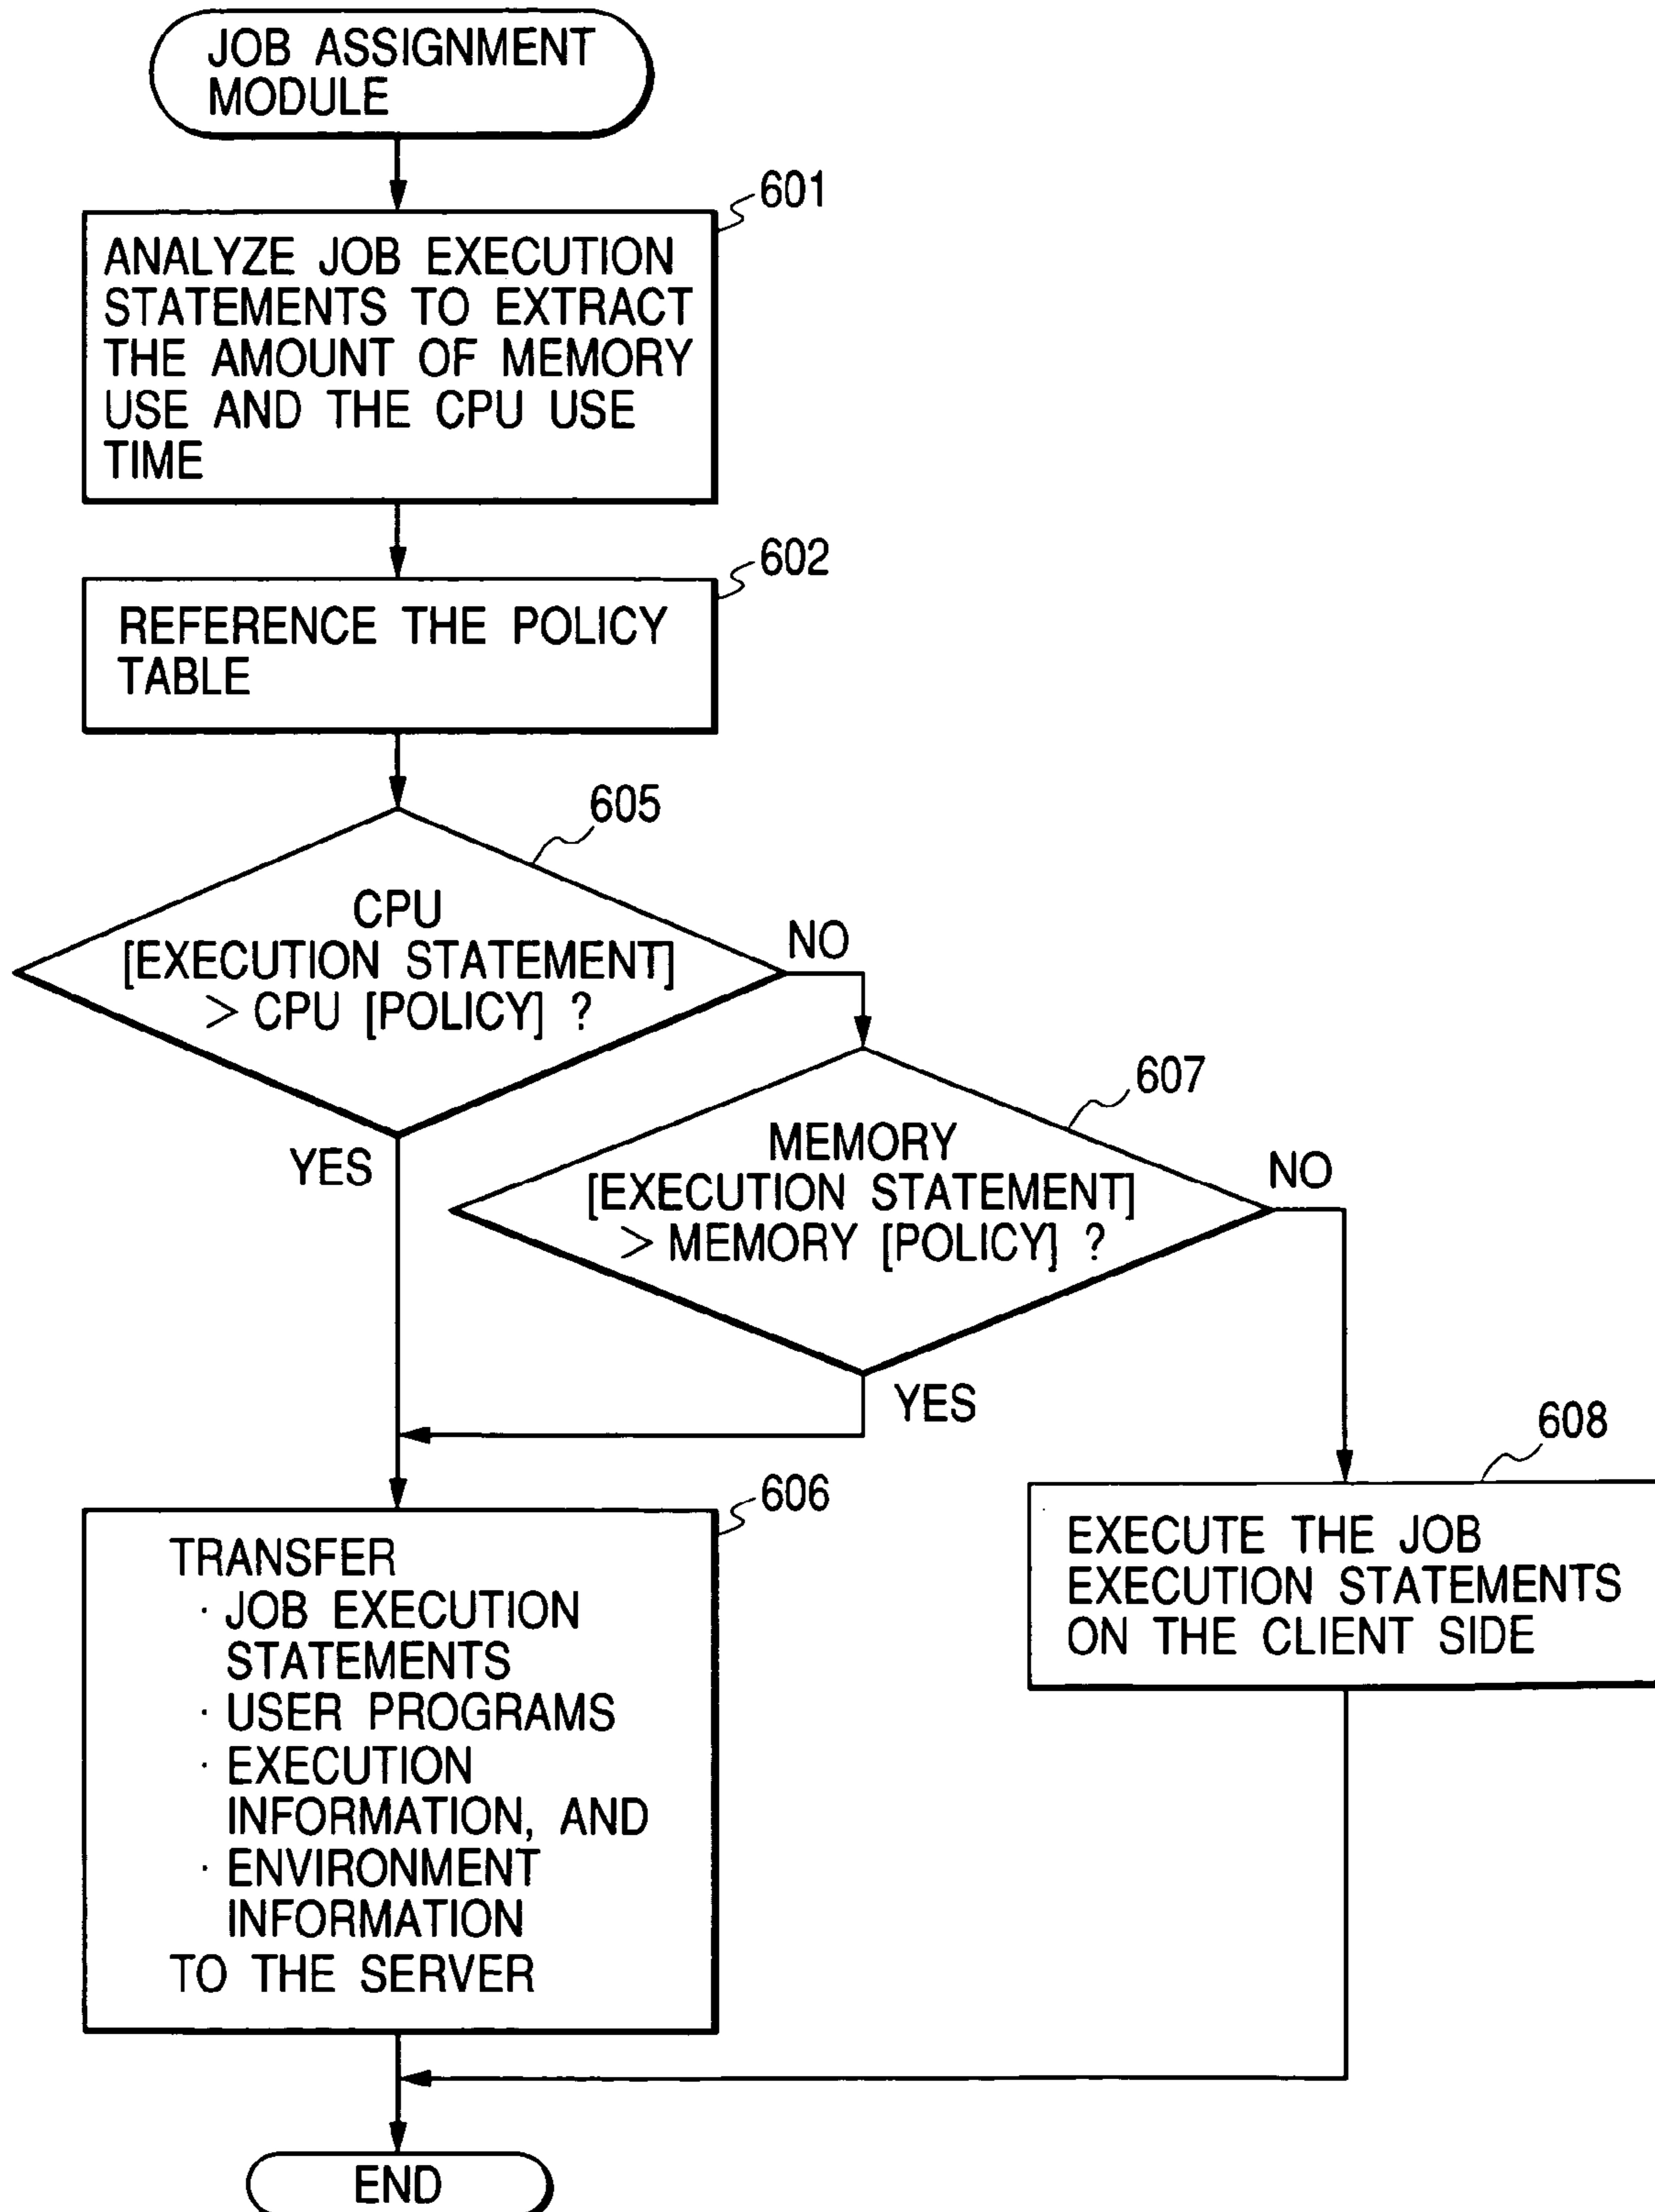 JOB ASSIGNMENT
MODULE
601
ANALYZE JOB EXECUTION
STATEMENTS TO EXTRACT
THE AMOUNT OF MEMORY
USE AND THE CPU USE
TIME
602
REFERENCE THE POLICY
TABLE
605
CPU
[EXECUTION STATEMENT]
> CPU [POLICY] ?
NO
YES
607
MEMORY
[EXECUTION STATEMENT]
> MEMORY [POLICY] ?
NO
YES
606
TRANSFER
· JOB EXECUTION
STATEMENTS
· USER PROGRAMS
· EXECUTION
INFORMATION, AND
· ENVIRONMENT
INFORMATION
TO THE SERVER
608
EXECUTE THE JOB
EXECUTION STATEMENTS
ON THE CLIENT SIDE
END